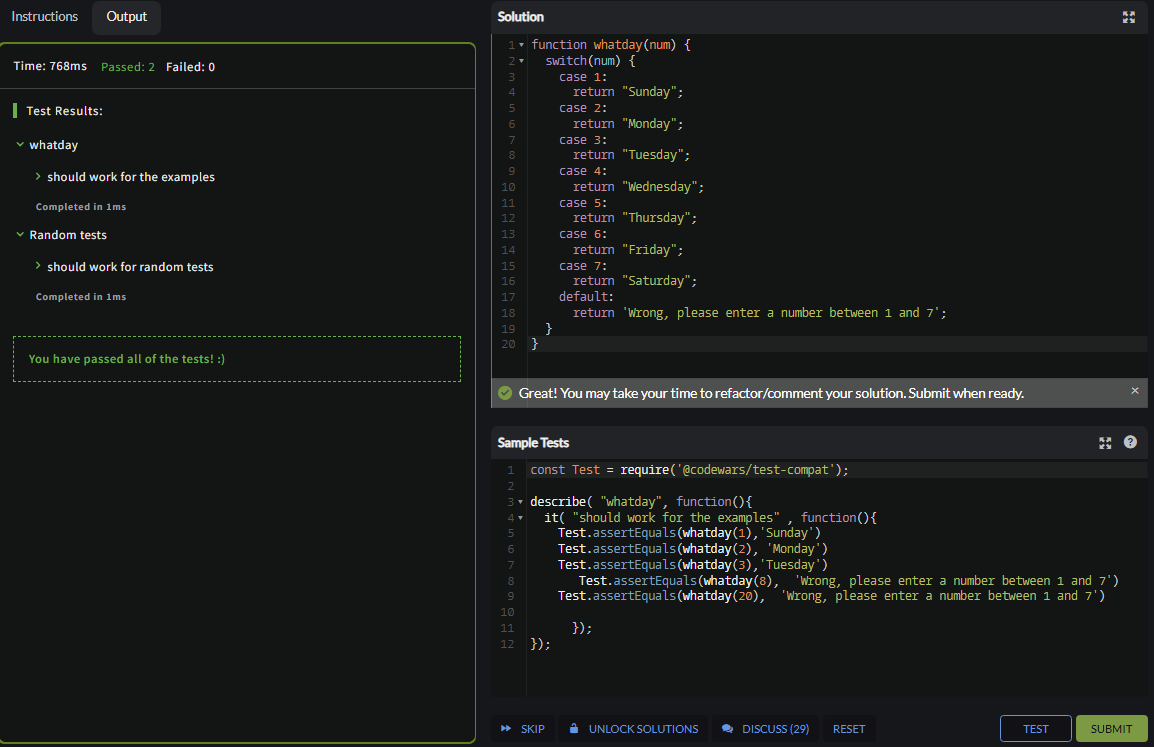 Instructions
Output
Time: 768ms Passed: 2 Failed: 0
Test Results:
whatday
should work for the examples
Completed in 1ms
Random tests
should work for random tests
Completed in 1ms
You have passed all of the tests! :)
Solution
1 function whatday(num) {
2 switch(num) {
3 case 1:
4 return "Sunday";
5 case 2:
6 return "Monday";
7 case 3:
8 return "Tuesday";
9 case 4:
10 return "Wednesday";
11 case 5:
12 return "Thursday";
13 case 6:
14 return "Friday";
15 case 7:
16 return "Saturday";
17 default:
18 return 'Wrong, please enter a number between 1 and 7';
19 }
20 }
Great! You may take your time to refactor/comment your solution. Submit when ready.
Sample Tests
1 const Test = require('@codewars/test-compat');
2
3 describe( "whatday", function(){
4 it( "should work for the examples" , function(){
5 Test.assertEquals(whatday(1),'Sunday')
6 Test.assertEquals(whatday(2), 'Monday')
7 Test.assertEquals(whatday(3),'Tuesday')
8 Test.assertEquals(whatday(8), 'Wrong, please enter a number between 1 and 7')
9 Test.assertEquals(whatday(20), 'Wrong, please enter a number between 1 and 7')
10
11 });
12 });
SKIP
UNLOCK SOLUTIONS
DISCUSS (29)
RESET
TEST
SUBMIT